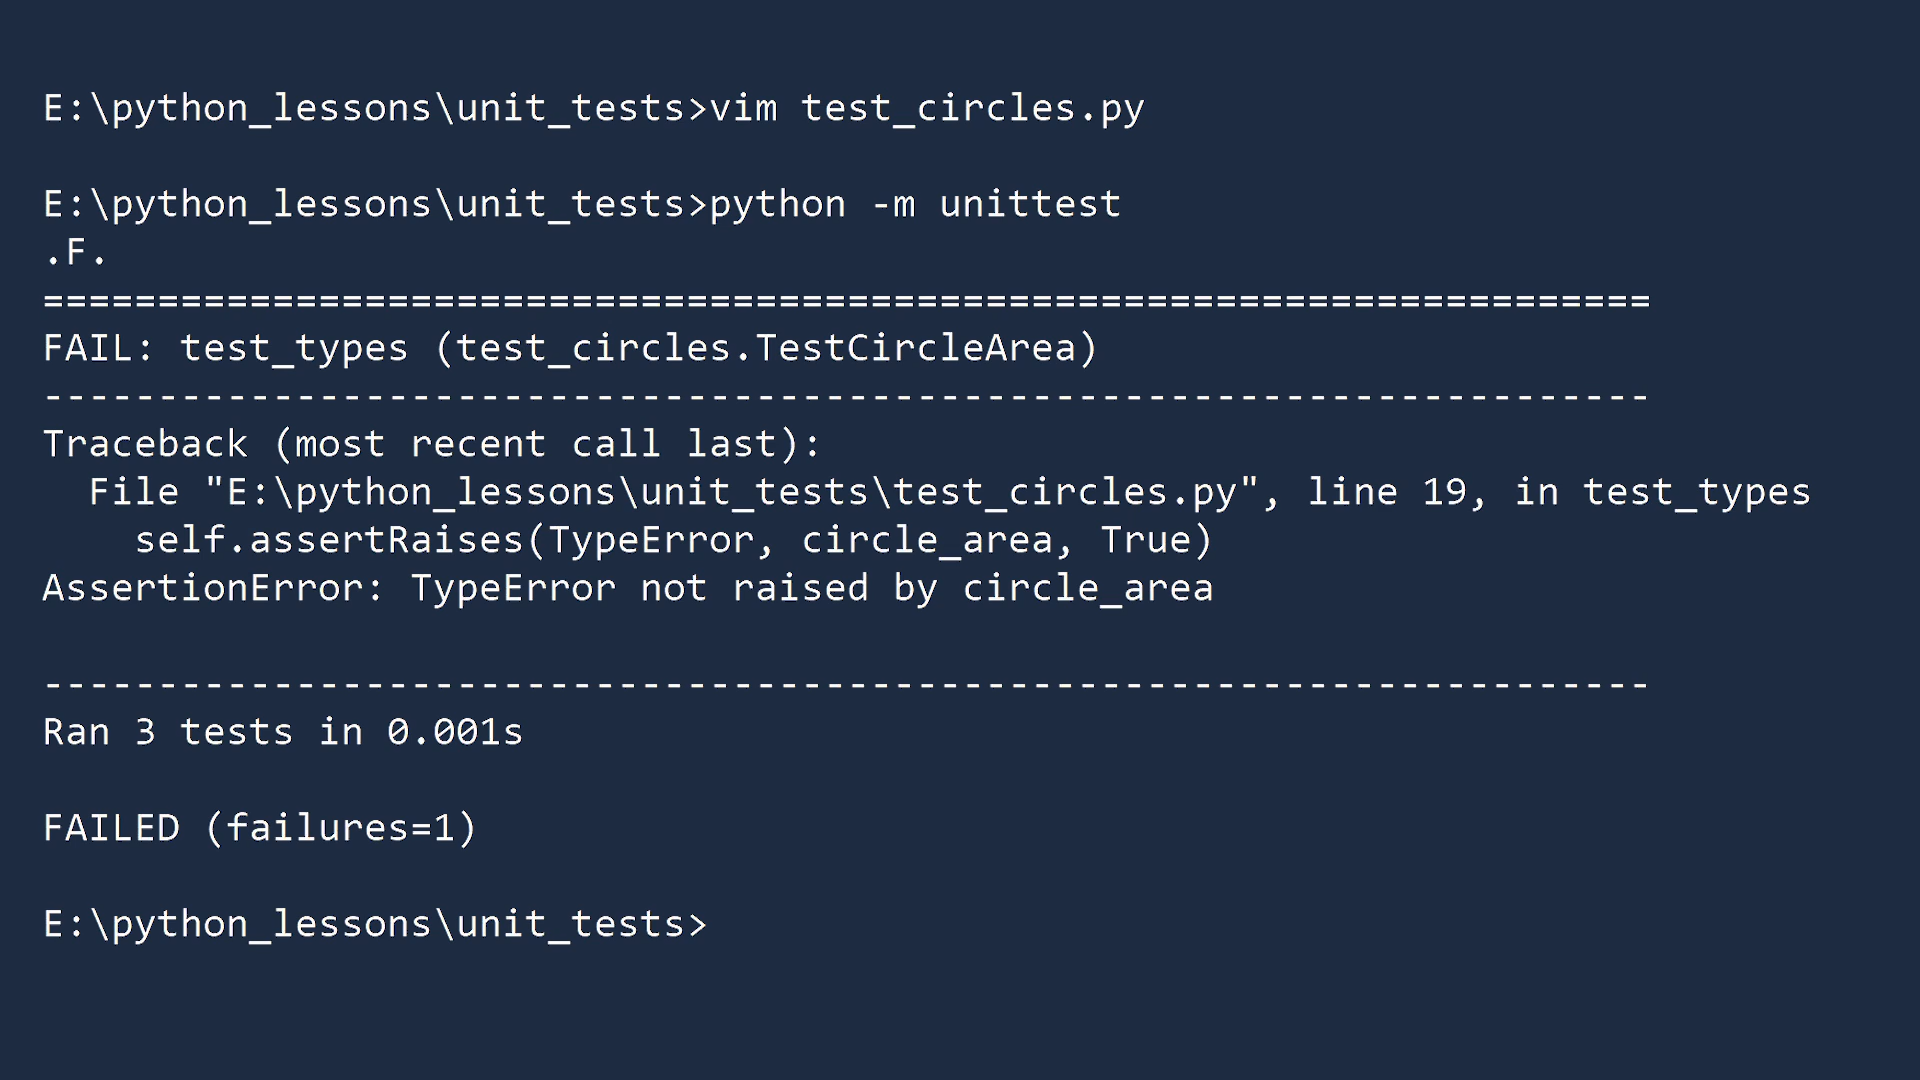 E:\python_lessons\unit_tests>vim test_circles.py
E:\python_lessons\unit_tests>python -m unittest
.F.
======================================================================
FAIL: test_types (test_circles.TestCircleArea)
----------------------------------------------------------------------
Traceback (most recent call last):
  File "E:\python_lessons\unit_tests\test_circles.py", line 19, in test_types
    self.assertRaises(TypeError, circle_area, True)
AssertionError: TypeError not raised by circle_area
----------------------------------------------------------------------
Ran 3 tests in 0.001s
FAILED (failures=1)
E:\python_lessons\unit_tests>